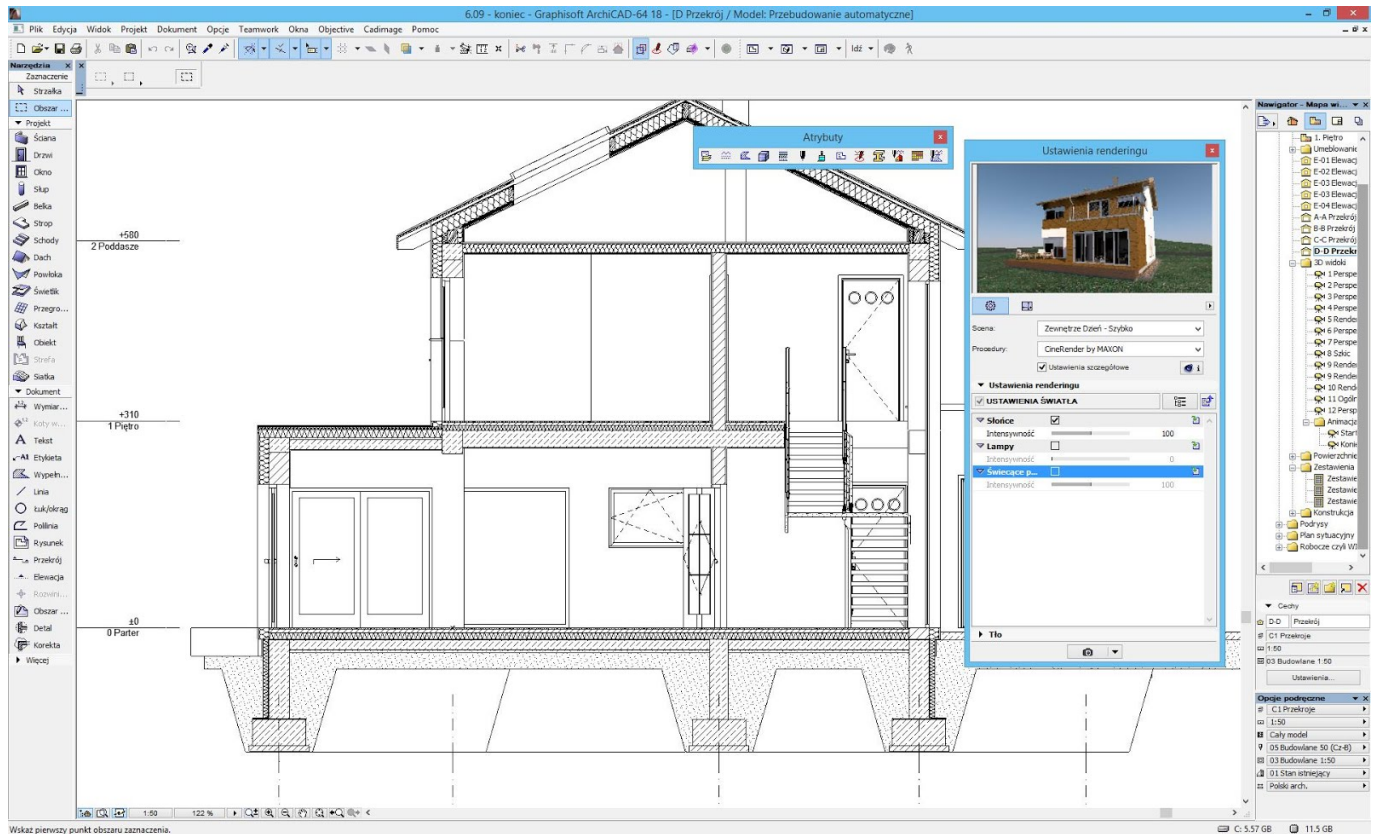 6.09 - koniec - Graphisoft ArchiCAD-64 18 - [D Przekrój / Model: Przebudowanie automatyczne]
Plik Edycja Widok Projekt Dokument Opcje Teamwork Okna Objective Cadimage Pomoc
Idź
Narzędzia
Zaznaczenie
Strzałka
Obszar ...
Projekt
Ściana
Drzwi
Okno
Słup
Belka
Strop
Schody
Dach
Powłoka
Świetlik
Przegro...
Kształt
Obiekt
Strefa
Siatka
Dokument
Wymiar...
Koty w...
Tekst
A1 Etykieta
Wypełn...
Linia
Łuk/okrąg
Polilinia
Rysunek
Przekrój
Elewacja
Rozwini...
Obszar ...
Detal
Korekta
Więcej
+580
2 Poddasze
+310
1 Piętro
±0
0 Parter
Atrybuty
Ustawienia renderingu
Scena: Zewnętrze Dzień - Szybko
Procedury: CineRender by MAXON
Ustawienia szczegółowe
Ustawienia renderingu
USTAWIENIA ŚWIATŁA
Słońce
Intensywność 100
Lampy
Intensywność 0
Świecące p...
Intensywność 100
Tło
Nawigator - Mapa wi...
1. Piętro
Umeblowanie
E-01 Elewacj
E-02 Elewacj
E-03 Elewacj
E-03 Elewacj
E-04 Elewacj
A-A Przekrój
B-B Przekrój
C-C Przekrój
D-D Przekr
3D widoki
1 Perspe
2 Perspe
3 Perspe
4 Perspe
5 Render
6 Perspe
7 Perspe
8 Szkic
9 Render
9 Render
10 Rend
11 Ogóln
12 Persp
Animacja
Start
Konie
Powierzchnie
Zestawienia
Zestawie
Zestawie
Zestawie
Konstrukcja
Podrysy
Plan sytuacyjny
Robocze czyli WI
Cechy
D-D Przekrój
C1 Przekroje
1:50
03 Budowlane 1:50
Ustawienia...
Opcje podręczne
C1 Przekroje
1:50
Cały model
05 Budowlane 50 (Cz-B)
03 Budowlane 1:50
01 Stan istniejący
Polski arch.
1:50 122 %
Wskaż pierwszy punkt obszaru zaznaczenia.
C: 5.57 GB 11.5 GB